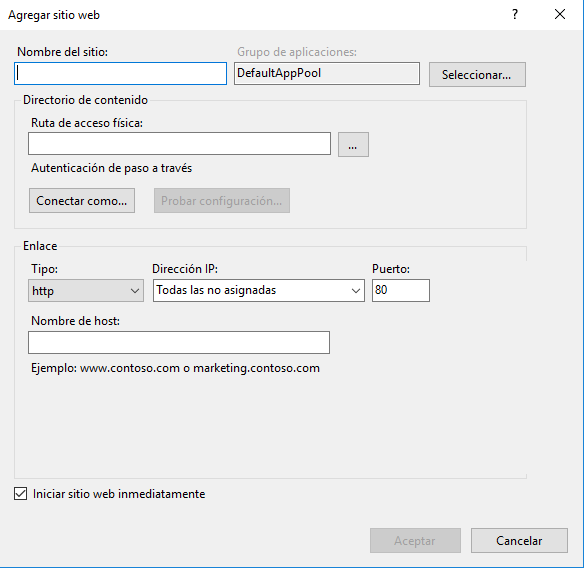 Agregar sitio web
?
Nombre del sitio:
Grupo de aplicaciones:
DefaultAppPool
Seleccionar...
Directorio de contenido
Ruta de acceso física:
...
Autenticación de paso a través
Conectar como...
Probar configuración...
Enlace
Tipo:
Dirección IP:
Puerto:
http
Todas las no asignadas
80
Nombre de host:
Ejemplo: www.contoso.com o marketing.contoso.com
Iniciar sitio web inmediatamente
Aceptar
Cancelar